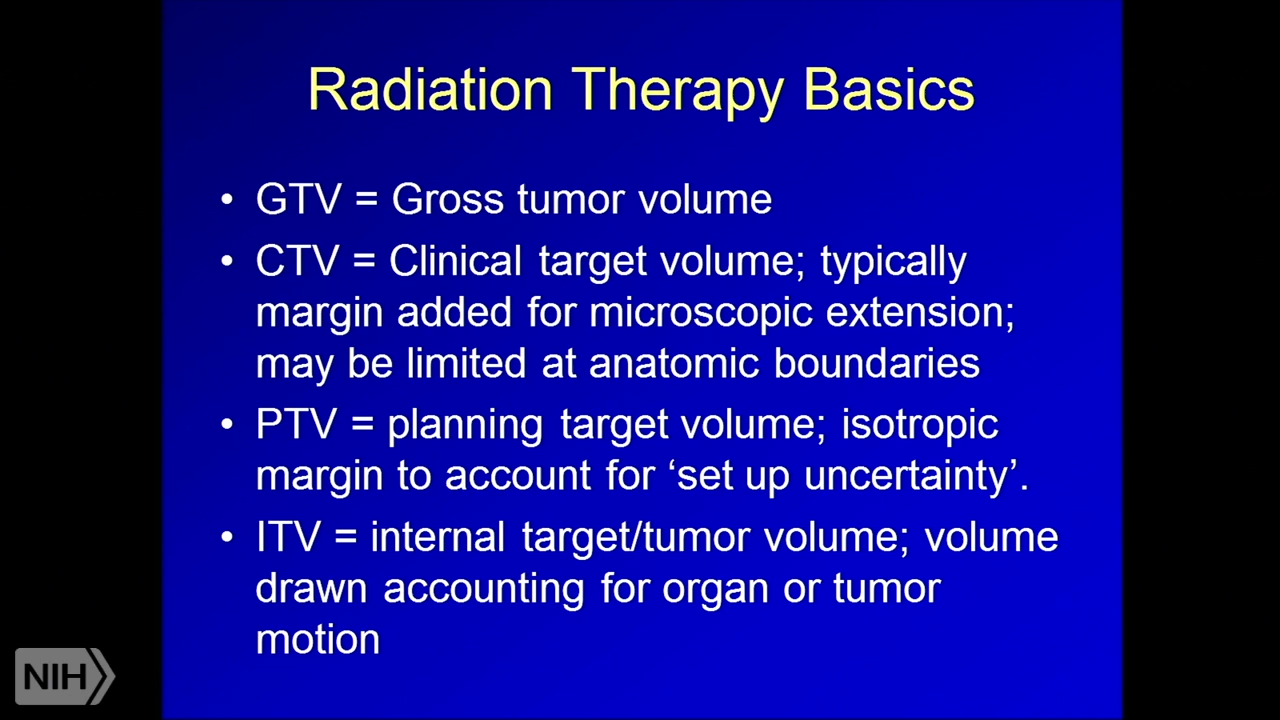 Radiation Therapy Basics
• GTV = Gross tumor volume
• CTV = Clinical target volume; typically
margin added for microscopic extension;
may be limited at anatomic boundaries
• PTV = planning target volume; isotropic
margin to account for ‘set up uncertainty’.
• ITV = internal target/tumor volume; volume
drawn accounting for organ or tumor
motion
NIH